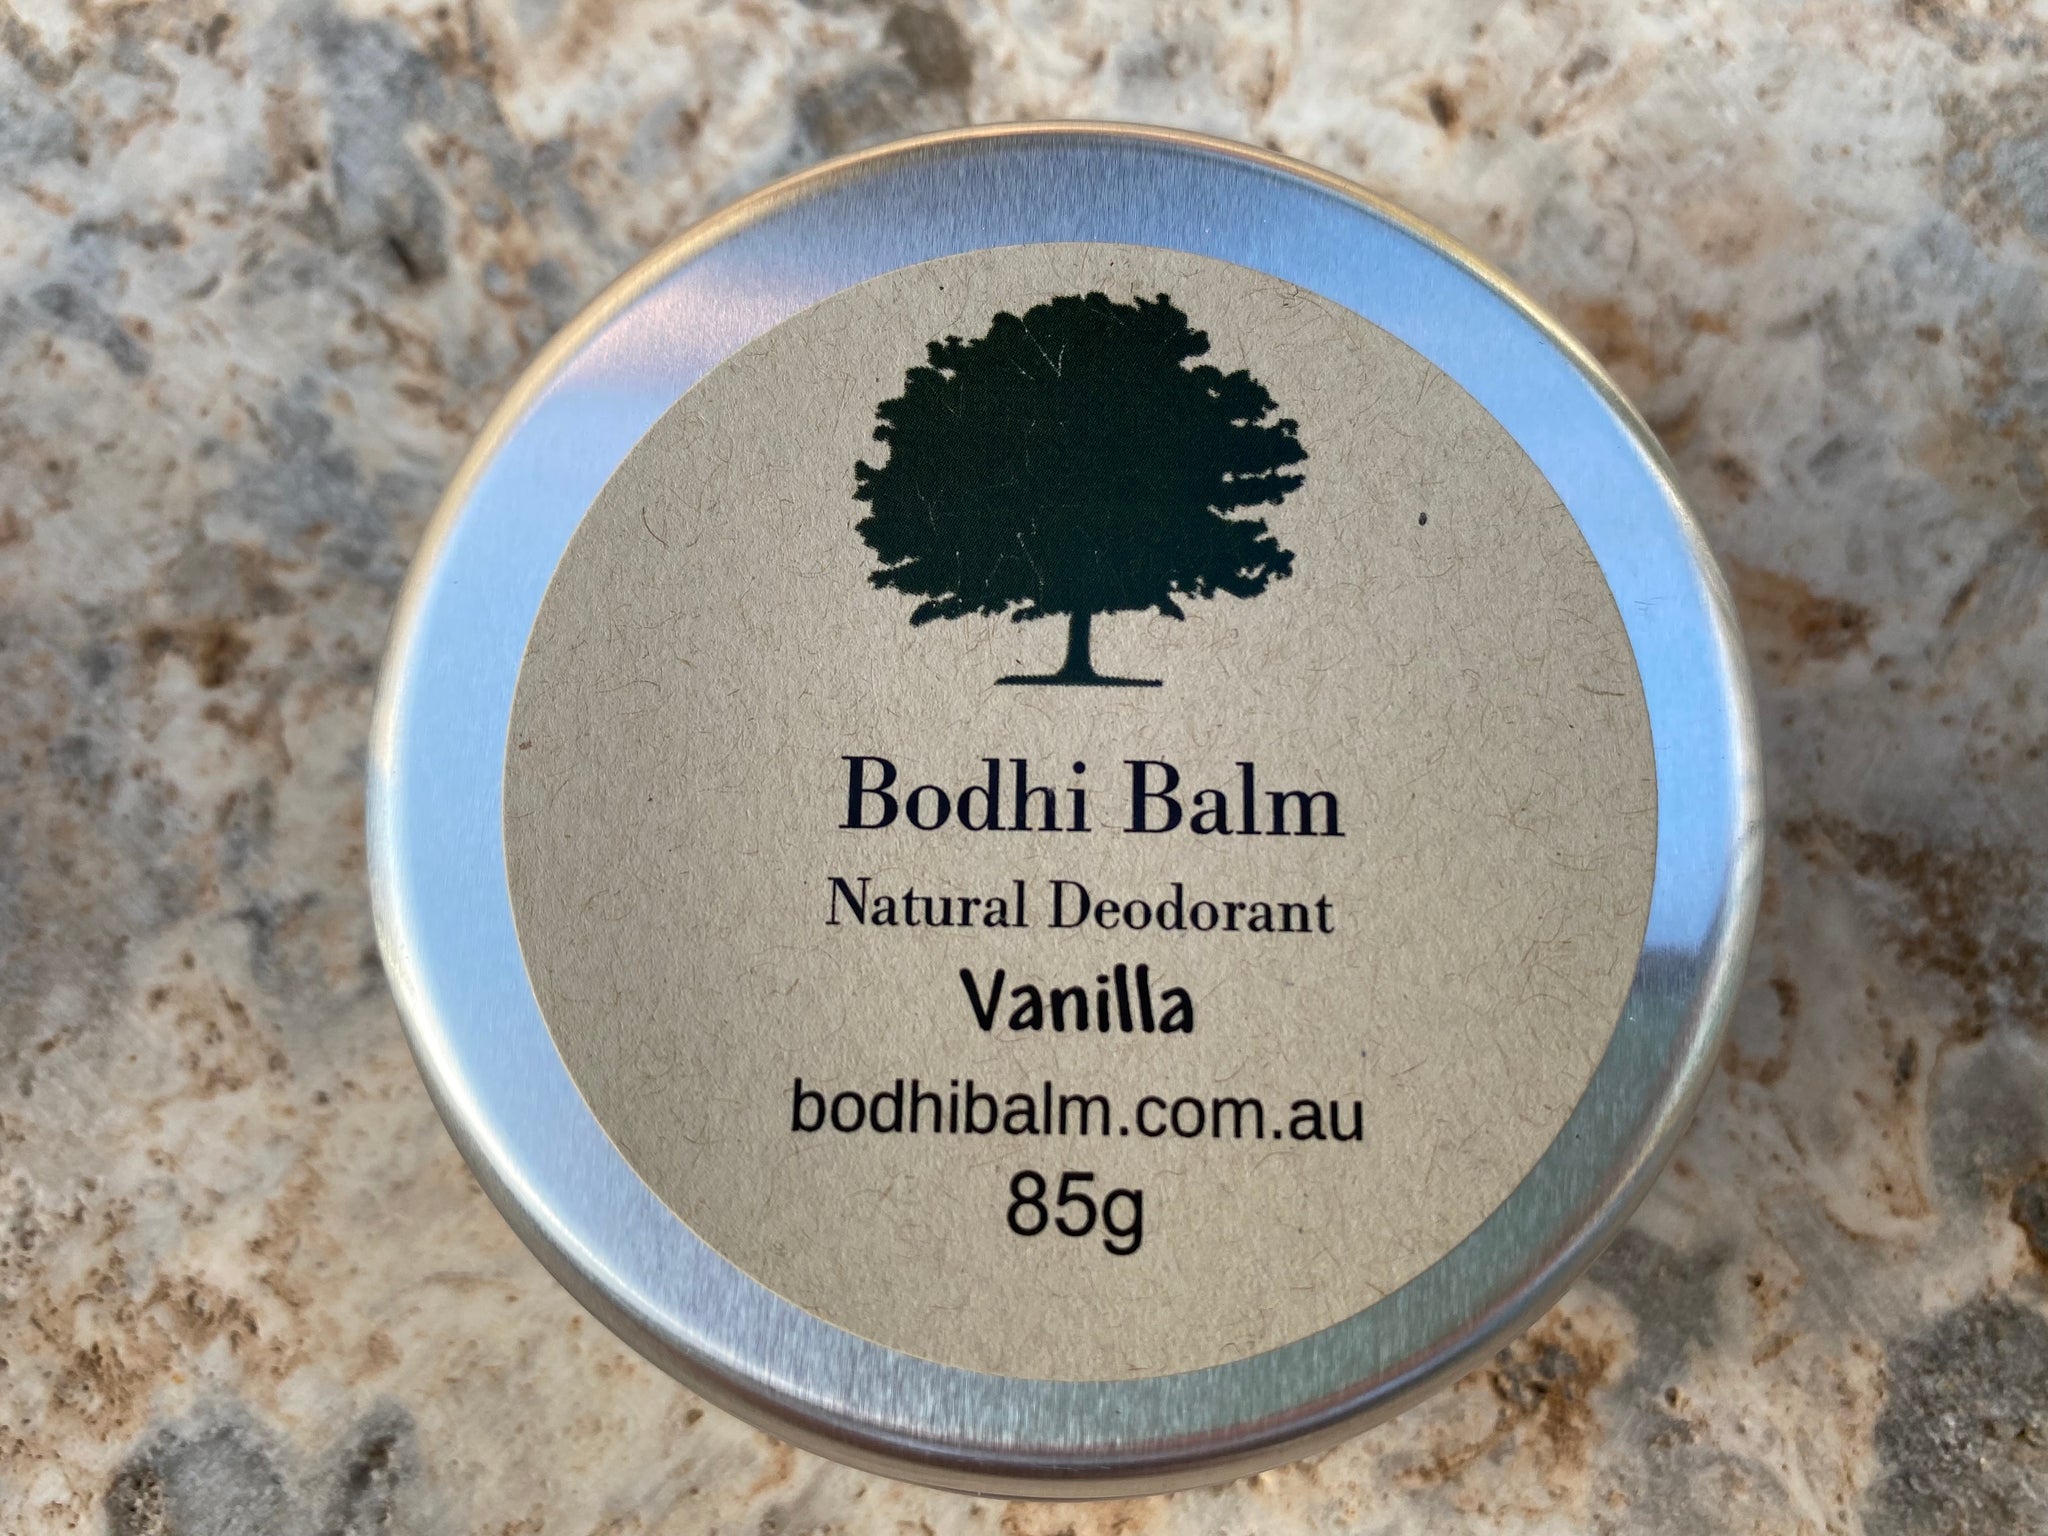 Bodhi Balm
Natural Deodorant
Vanilla
bodhibalm.com.au
85g